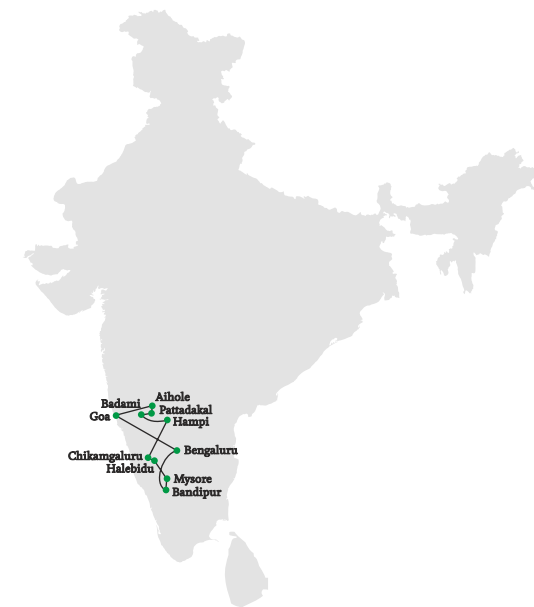 Aihole
Badami
Pattadakal
Goa
Hampi
Bengaluru
Chikamgaluru
Halebidu
Mysore
Bandipur